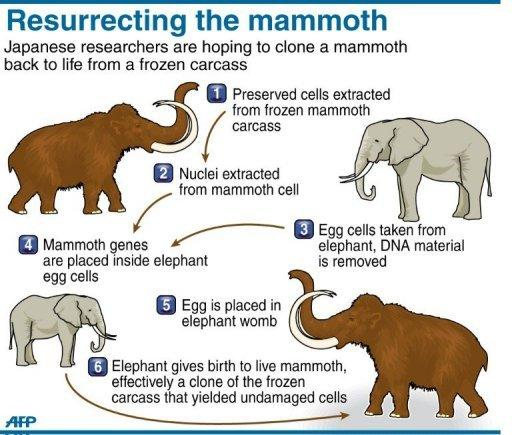 Resurrecting the mammoth
Japanese researchers are hoping to clone a mammoth
back to life from a frozen carcass
1 Preserved cells extracted
from frozen mammoth
carcass
2 Nuclei extracted
from mammoth cell
3 Egg cells taken from
elephant, DNA material
is removed
4 Mammoth genes
are placed inside elephant
egg cells
5 Egg is placed in
elephant womb
6 Elephant gives birth to live mammoth,
effectively a clone of the frozen
carcass that yielded undamaged cells
AFP